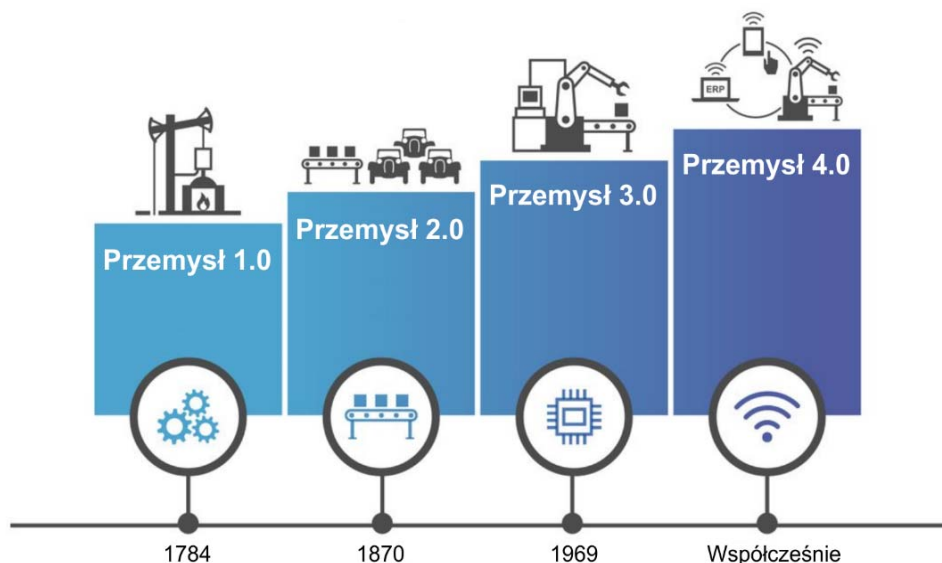 ERP
Przemysł 1.0
Przemysł 2.0
Przemysł 3.0
Przemysł 4.0
1784
1870
1969
Współcześnie